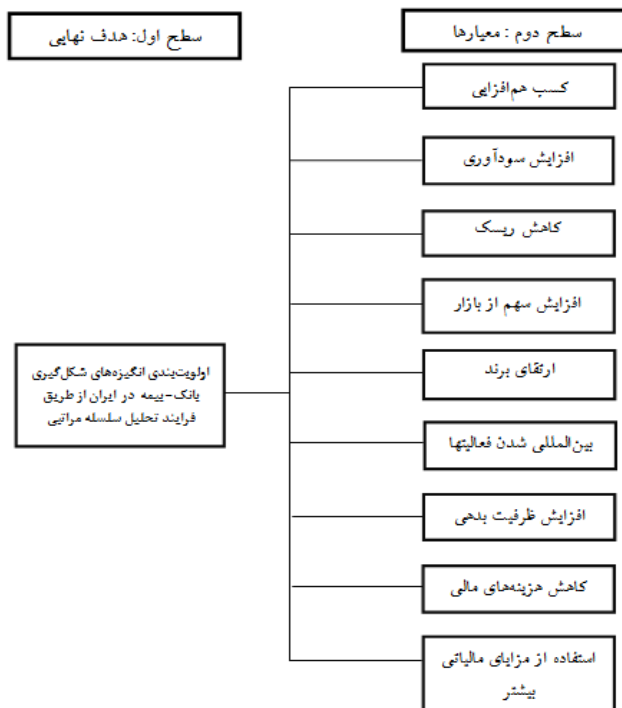 سطح اول: هدف نهایی
سطح دوم : معیارها
کسب هم‌افزایی
افزایش سودآوری
کاهش ریسک
افزایش سهم از بازار
اولویت‌بندی انگیزه‌های شکل‌گیری
بانک-بیمه در ایران از طریق
فرایند تحلیل سلسله مراتبی
ارتقای برند
بین‌المللی شدن فعالیتها
افزایش ظرفیت بدهی
کاهش هزینه‌های مالی
استفاده از مزایای مالیاتی
بیشتر